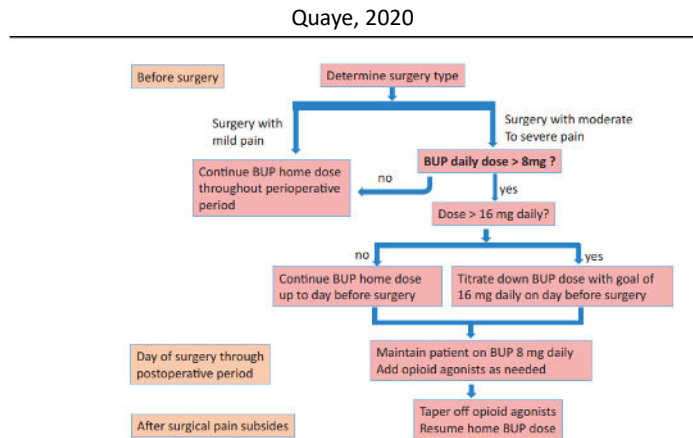 Quaye, 2020
Before surgery
Determine surgery type
Surgery with
mild pain
Surgery with moderate
To severe pain
Continue BUP home dose
throughout perioperative
period
no
BUP daily dose > 8mg ?
yes
Dose > 16 mg daily?
no
yes
Continue BUP home dose
up to day before surgery
Titrate down BUP dose with goal of
16 mg daily on day before surgery
Day of surgery through
postoperative period
Maintain patient on BUP 8 mg daily
Add opioid agonists as needed
After surgical pain subsides
Taper off opioid agonists
Resume home BUP dose